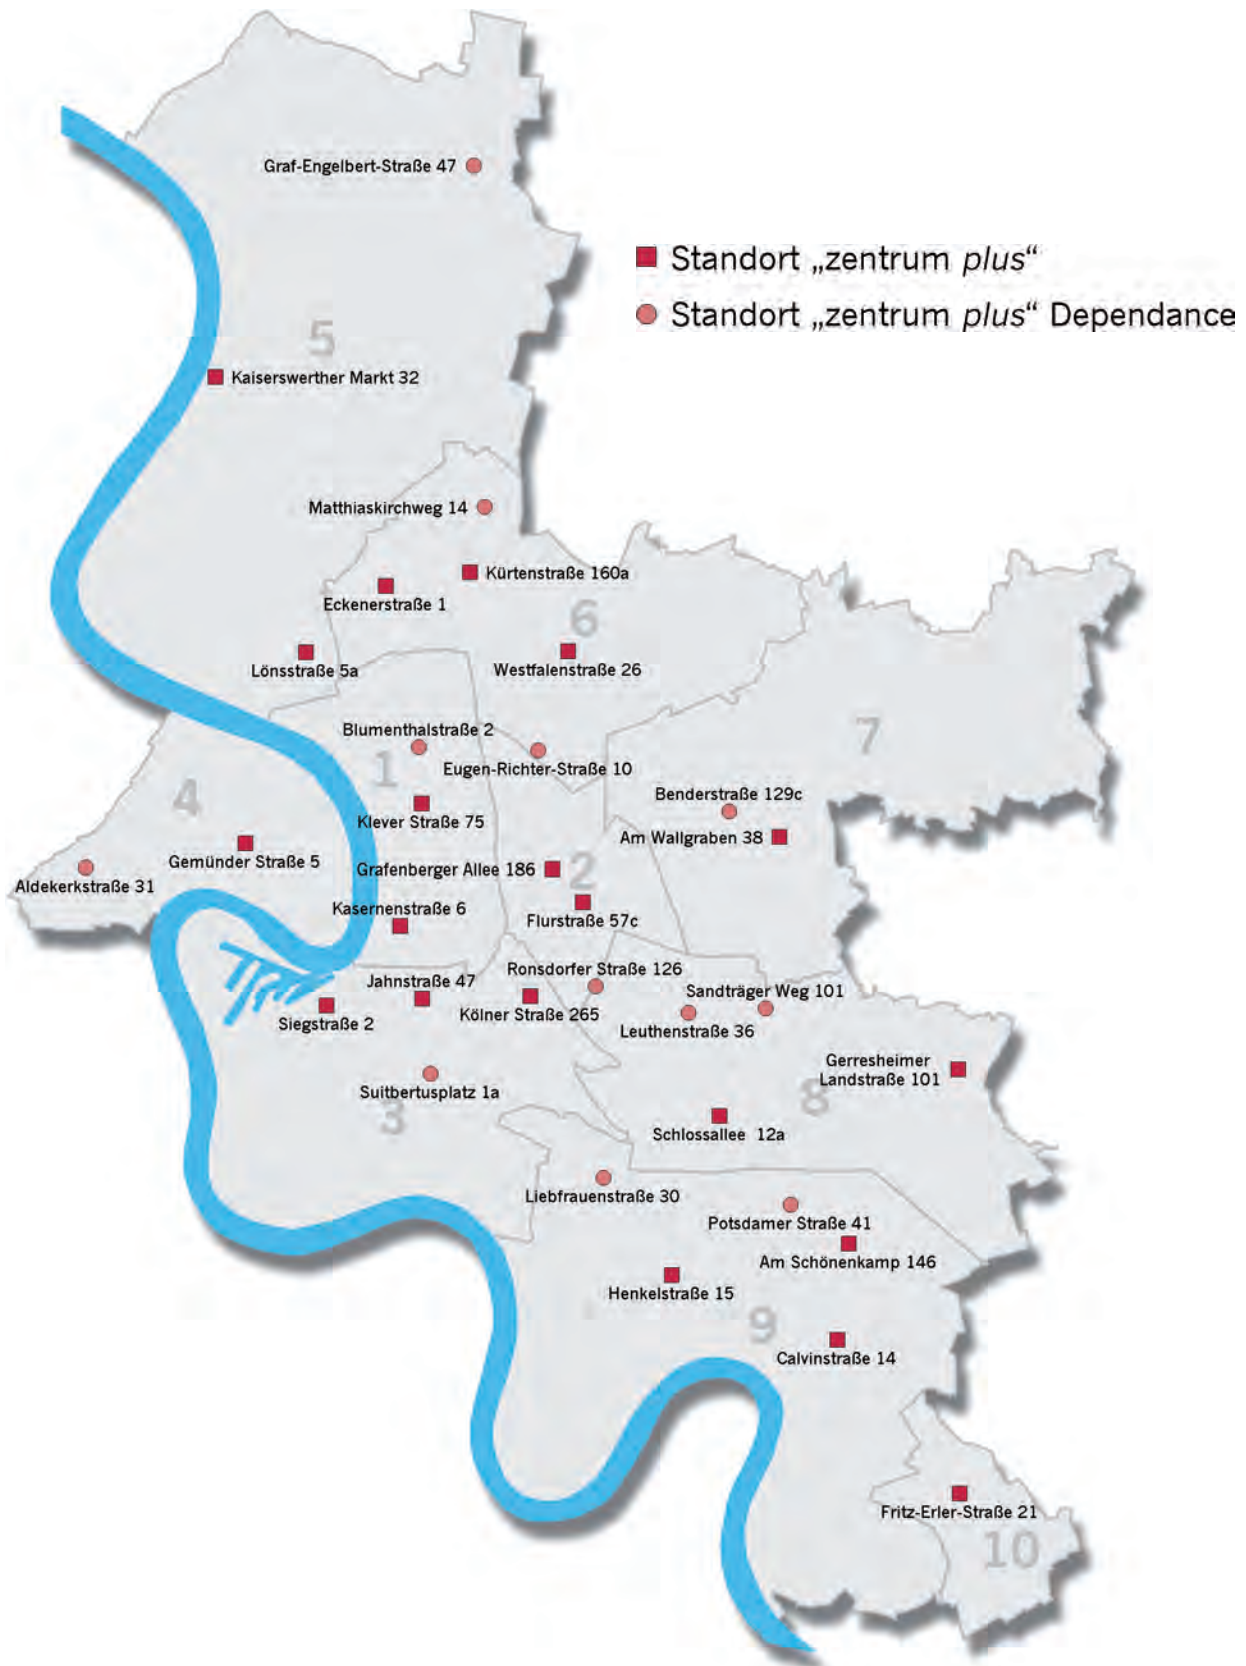 Graf-Engelbert-Straße 47
Standort „zentrum plus“
Standort „zentrum plus“ Dependance
5
Kaiserswerther Markt 32
Matthiaskirchweg 14
Kürtenstraße 160a
Eckenerstraße 1
6
Lönsstraße 5a
Westfalenstraße 26
7
Blumenthalstraße 2
1
Eugen-Richter-Straße 10
4
Benderstraße 129c
Klever Straße 75
Am Wallgraben 38
Gemünder Straße 5
Grafenberger Allee 186
2
Aldekerkstraße 31
Kasernenstraße 6
Flurstraße 57c
Ronsdorfer Straße 126
Jahnstraße 47
Sandträger Weg 101
Siegstraße 2
Kölner Straße 265
Leuthenstraße 36
Gerresheimer
Landstraße 101
Suitbertusplatz 1a
3
8
Schlossallee 12a
Liebfrauenstraße 30
Potsdamer Straße 41
Am Schönenkamp 146
Henkelstraße 15
9
Calvinstraße 14
Fritz-Erler-Straße 21
10